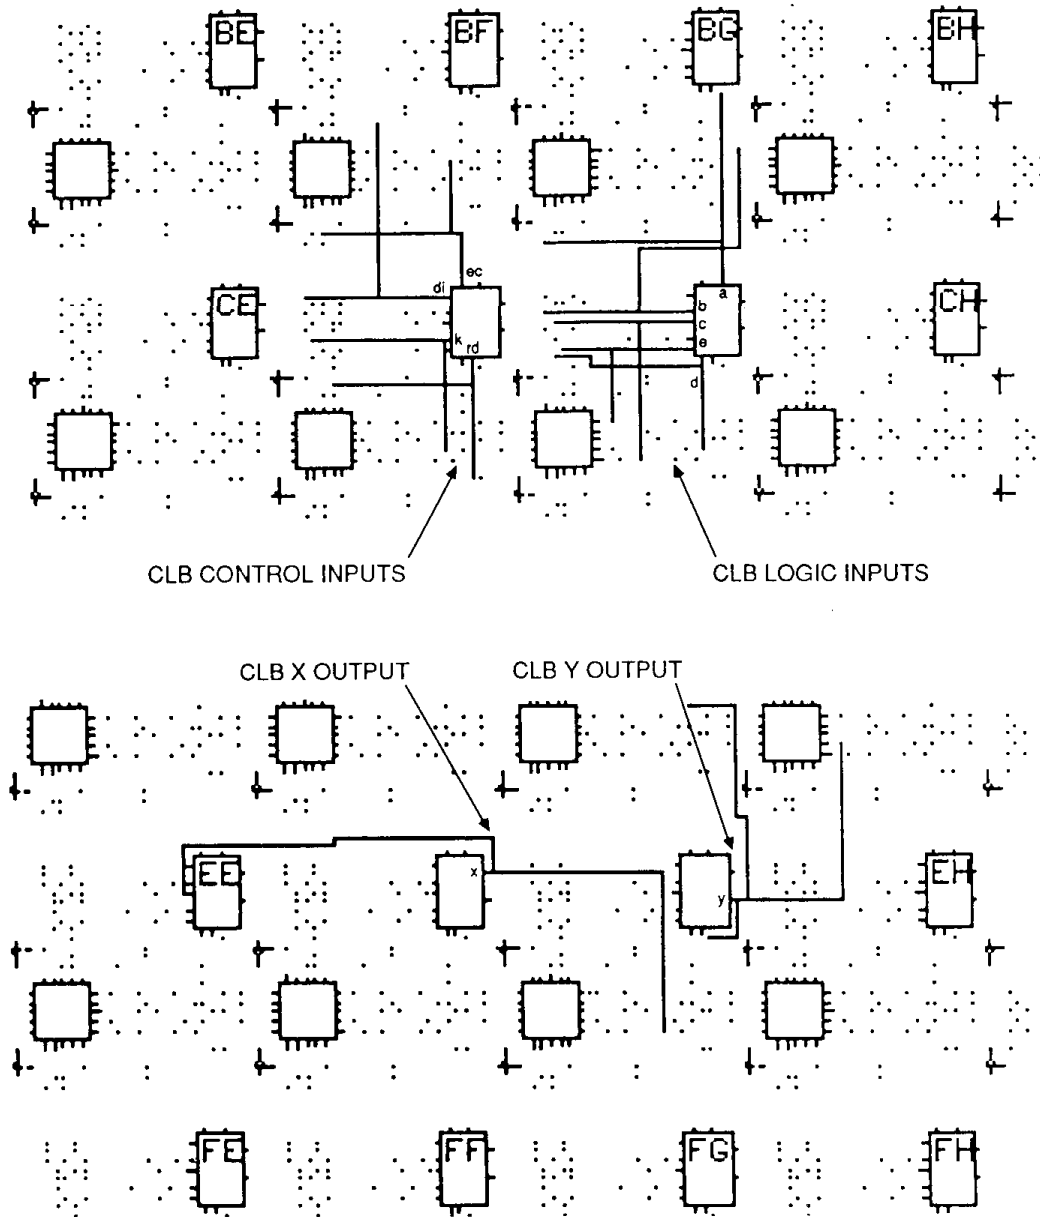 BE BF BG BH
ec
di
a
CE
b
CH
c
k
e
rd
d
CLB CONTROL INPUTS
CLB LOGIC INPUTS
CLB X OUTPUT
CLB Y OUTPUT
EE
x
EH
y
FE FF FG FH